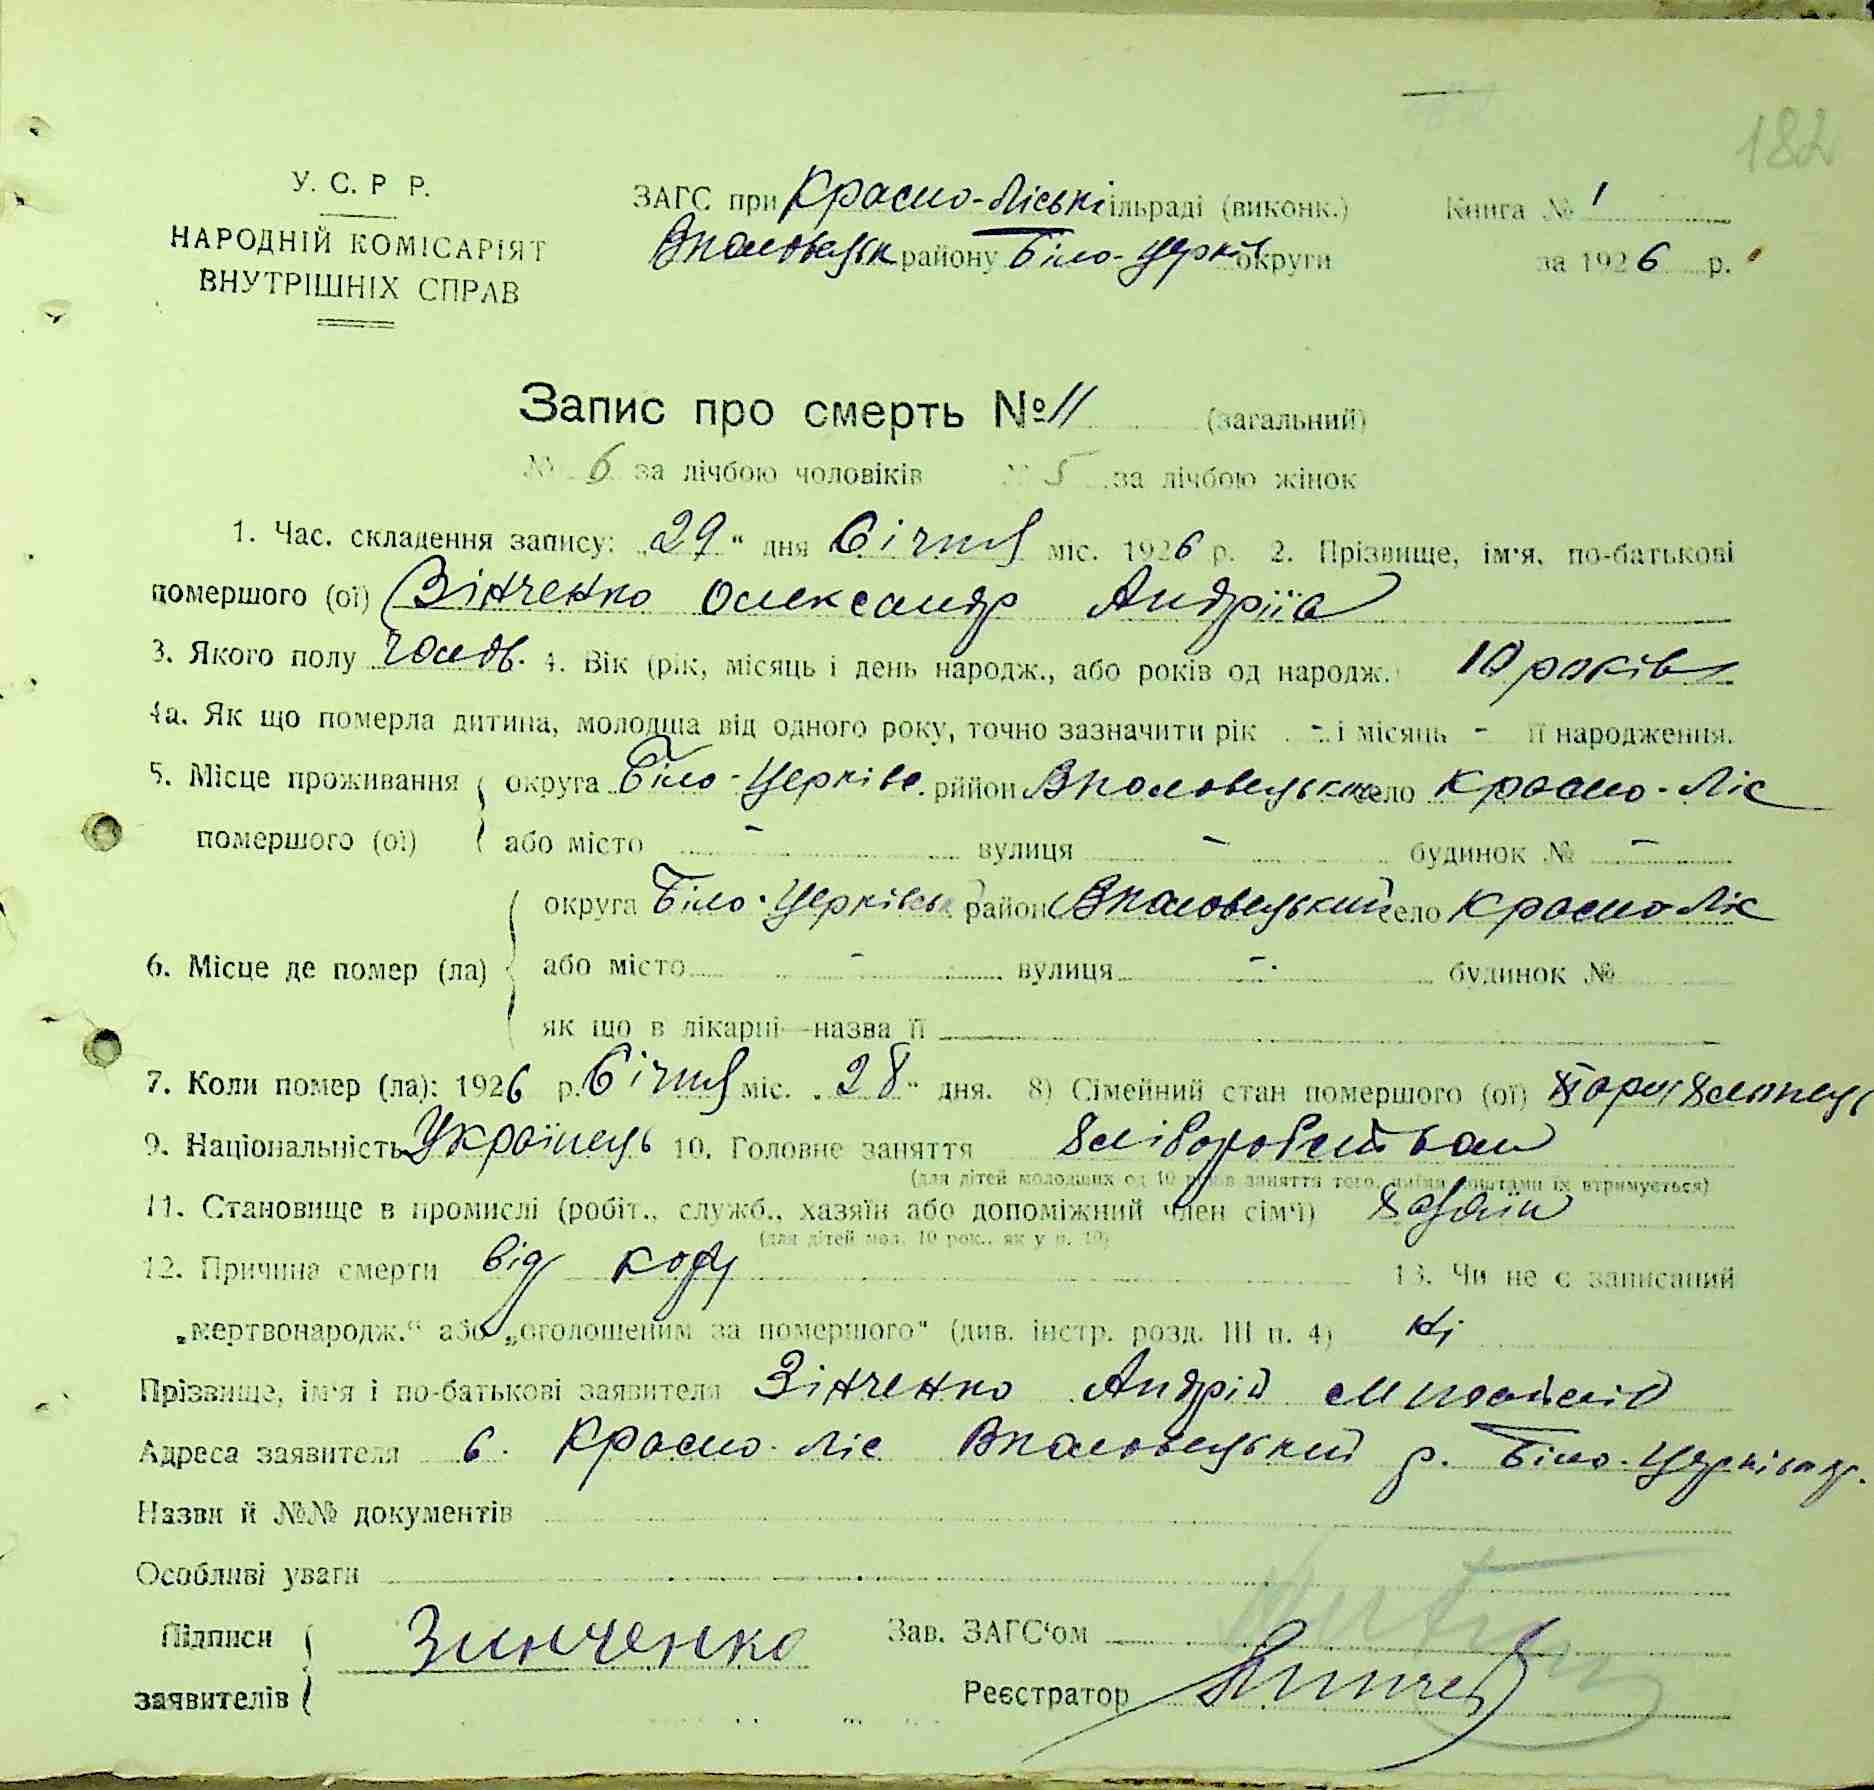 182
У. С. Р Р.
НАРОДНІЙ КОМІСАРІЯТ
ВНУТРІШНІХ СПРАВ
ЗАГС при Красно-Ліські ільраді (виконк.) Книга № 1
району Біло-Церків округи за 1926 р.
Запис про смерть № 11 (загальний)
№ 6 за лічбою чоловіків № 5 за лічбою жінок
1. Час. складення запису: „29" дня Січня міс. 1926 р. 2. Прізвище, ім'я, по-батькові
помершого (ої) Зінченко Олександр Андріїв
3. Якого полу чолов. 4. Вік (рік, місяць і день народж., або років од народж.) 10 років
4а. Як що померла дитина, молодша від одного року, точно зазначити рік - і місяць - її народження.
5. Місце проживання округа Біло-Церків. район село Красно-Ліс
помершого (ої) або місто - вулиця - будинок № -
округа Біло-Церківськ район село Красно Ліс
6. Місце де помер (ла) або місто - вулиця - будинок №
як що в лікарні—назва її
7. Коли помер (ла): 1926 р. Січня міс. „28" дня. 8) Сімейний стан помершого (ої)
9. Національність Українець 10. Головне заняття
(для дітей молодших од 10 років заняття того, чиїми коштами їх втримується)
11. Становище в промислі (робіт., служб., хазяїн або допоміжний член сім'ї) хазяїн
(для дітей мол. 10 рок., як у п. 10)
12. Причина смерти від кору 13. Чи не є записаний
„мертвонародж." або „оголошеним за помершого" (див. інстр. розд. III п. 4) ні
Прізвище, ім'я і по-батькові заявителя Зінченко Андрій
Адреса заявителя с. Красно-Ліс р. Біло-Церків
Назви й №№ документів
Особливі уваги
Підписи Зинченко Зав. ЗАГС'ом
заявителів Реєстратор